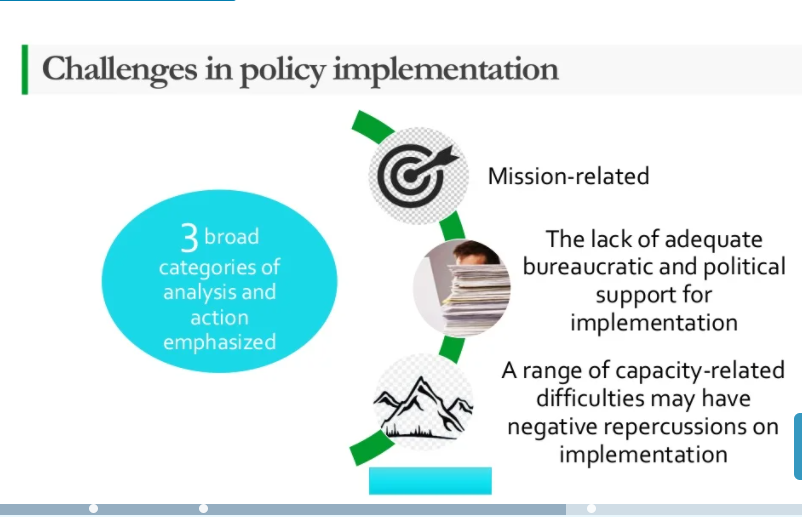 Challenges in policy implementation
3 broad
categories of
analysis and
action
emphasized
Mission-related
The lack of adequate
bureaucratic and political
support for
implementation
A range of capacity-related
difficulties may have
negative repercussions on
implementation